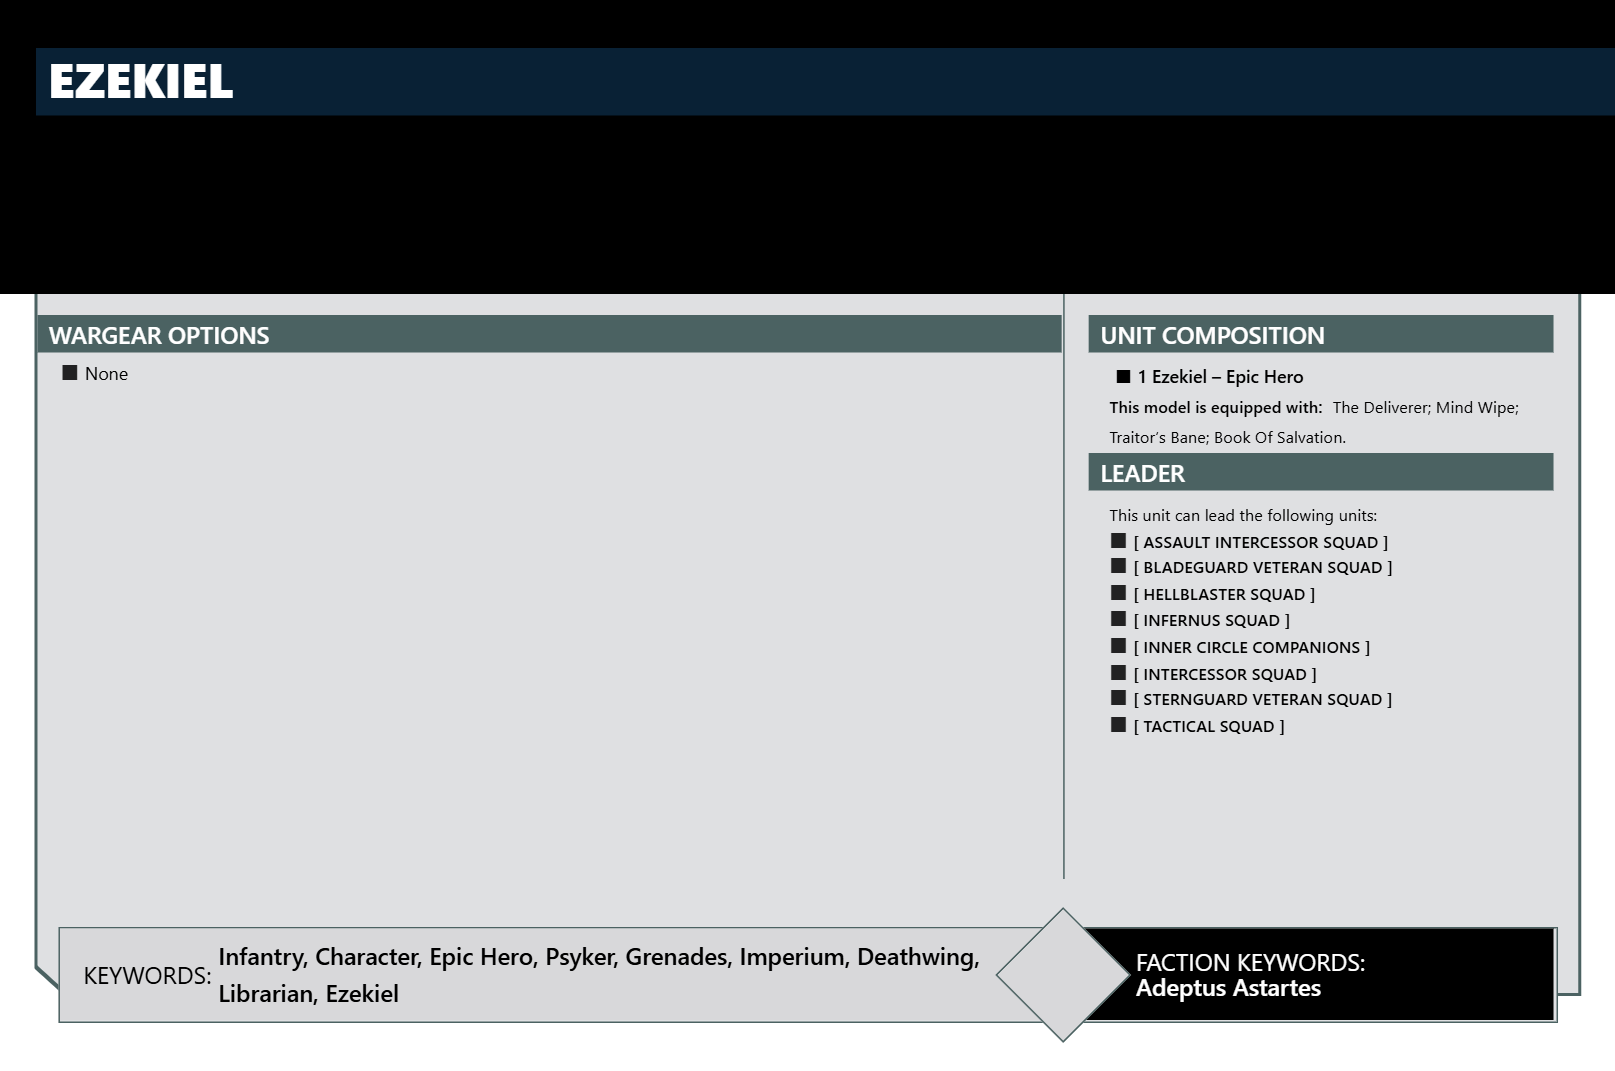 EZEKIEL
WARGEAR OPTIONS
■ None
UNIT COMPOSITION
■ 1 Ezekiel – Epic Hero
This model is equipped with: The Deliverer; Mind Wipe;
Traitor’s Bane; Book Of Salvation.
LEADER
This unit can lead the following units:
■ [ ASSAULT INTERCESSOR SQUAD ]
■ [ BLADEGUARD VETERAN SQUAD ]
■ [ HELLBLASTER SQUAD ]
■ [ INFERNUS SQUAD ]
■ [ INNER CIRCLE COMPANIONS ]
■ [ INTERCESSOR SQUAD ]
■ [ STERNGUARD VETERAN SQUAD ]
■ [ TACTICAL SQUAD ]
KEYWORDS: Infantry, Character, Epic Hero, Psyker, Grenades, Imperium, Deathwing,
Librarian, Ezekiel
FACTION KEYWORDS:
Adeptus Astartes